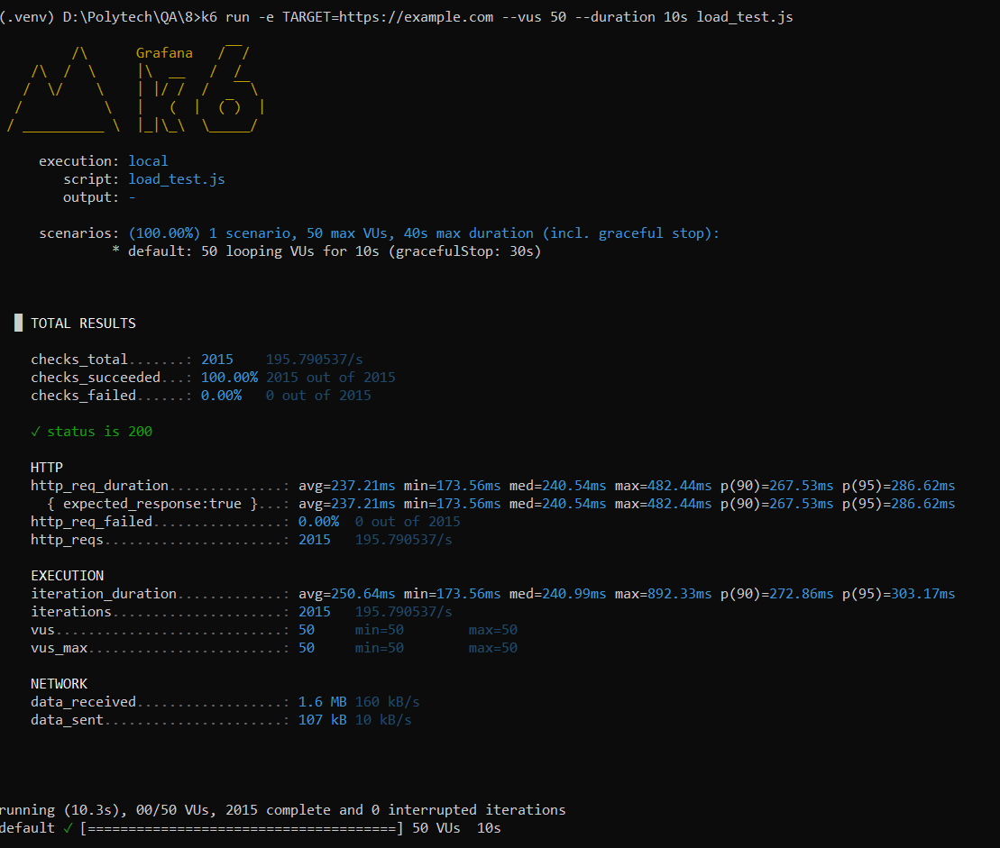 (.venv) D:\Polytech\QA\8>k6 run -e TARGET=https://example.com --vus 50 --duration 10s load_test.js
Grafana
execution: local
script: load_test.js
output: -
scenarios: (100.00%) 1 scenario, 50 max VUs, 40s max duration (incl. graceful stop):
* default: 50 looping VUs for 10s (gracefulStop: 30s)
TOTAL RESULTS
checks_total.......: 2015 195.790537/s
checks_succeeded...: 100.00% 2015 out of 2015
checks_failed......: 0.00% 0 out of 2015
✓ status is 200
HTTP
http_req_duration..............: avg=237.21ms min=173.56ms med=240.54ms max=482.44ms p(90)=267.53ms p(95)=286.62ms
{ expected_response:true }...: avg=237.21ms min=173.56ms med=240.54ms max=482.44ms p(90)=267.53ms p(95)=286.62ms
http_req_failed................: 0.00% 0 out of 2015
http_reqs......................: 2015 195.790537/s
EXECUTION
iteration_duration.............: avg=250.64ms min=173.56ms med=240.99ms max=892.33ms p(90)=272.86ms p(95)=303.17ms
iterations.....................: 2015 195.790537/s
vus............................: 50 min=50 max=50
vus_max........................: 50 min=50 max=50
NETWORK
data_received..................: 1.6 MB 160 kB/s
data_sent......................: 107 kB 10 kB/s
running (10.3s), 00/50 VUs, 2015 complete and 0 interrupted iterations
default ✓ [======================================] 50 VUs 10s